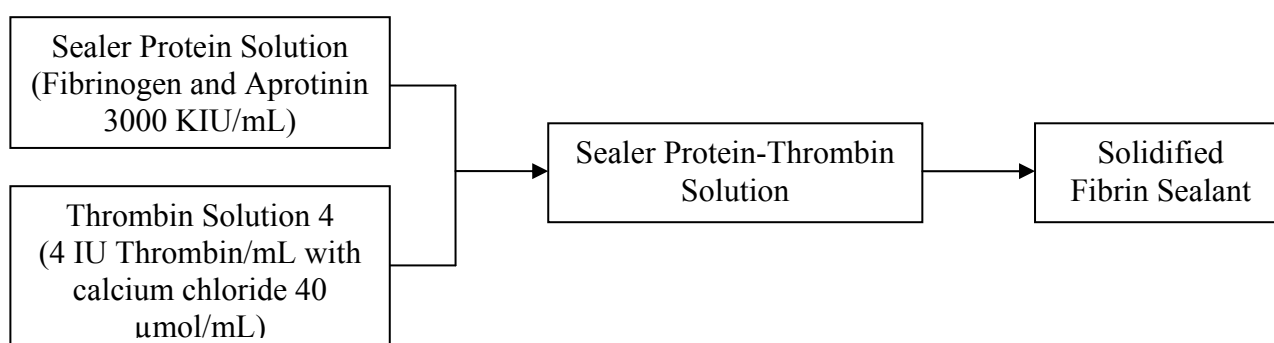 Sealer Protein Solution
(Fibrinogen and Aprotinin
3000 KIU/mL)
Thrombin Solution 4
(4 IU Thrombin/mL with
calcium chloride 40
µmol/mL)
Sealer Protein-Thrombin
Solution
Solidified
Fibrin Sealant